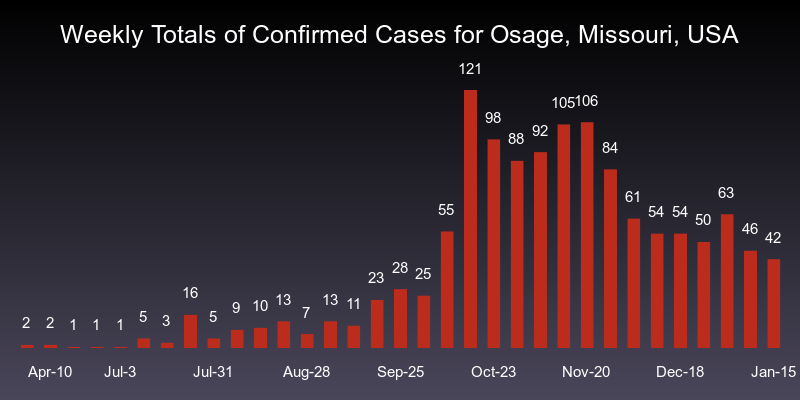 Weekly Totals of Confirmed Cases for Osage, Missouri, USA
2 2 1 1 1 5 3 16 5 9 10 13 7 13 11 23 28 25 55 121 98 88 92 105 106 84 61 54 54 50 63 46 42
Apr-10 Jul-3 Jul-31 Aug-28 Sep-25 Oct-23 Nov-20 Dec-18 Jan-15